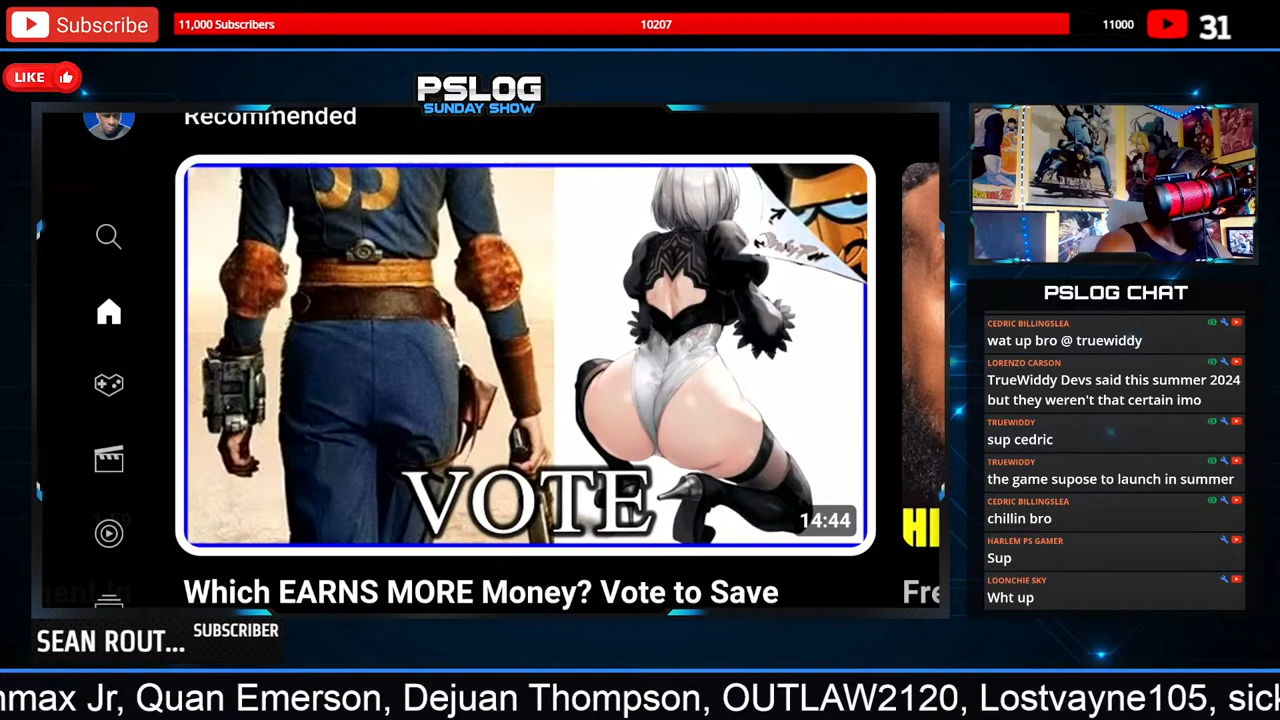 Subscribe
11,000 Subscribers
10207
11000
31
LIKE
PSLOG
SUNDAY SHOW
Recommended
VOTE
14:44
Which EARNS MORE Money? Vote to Save
HI
Fre
PSLOG CHAT
CEDRIC BILLINGSLEA
wat up bro @ truewiddy
LORENZO CARSON
TrueWiddy Devs said this summer 2024
but they weren't that certain imo
TRUEWIDDY
sup cedric
TRUEWIDDY
the game supose to launch in summer
CEDRIC BILLINGSLEA
chillin bro
HARLEM PS GAMER
Sup
LOONCHIE SKY
Wht up
SEAN ROUT...
SUBSCRIBER
nmax Jr, Quan Emerson, Dejuan Thompson, OUTLAW2120, Lostvayne105, sicl